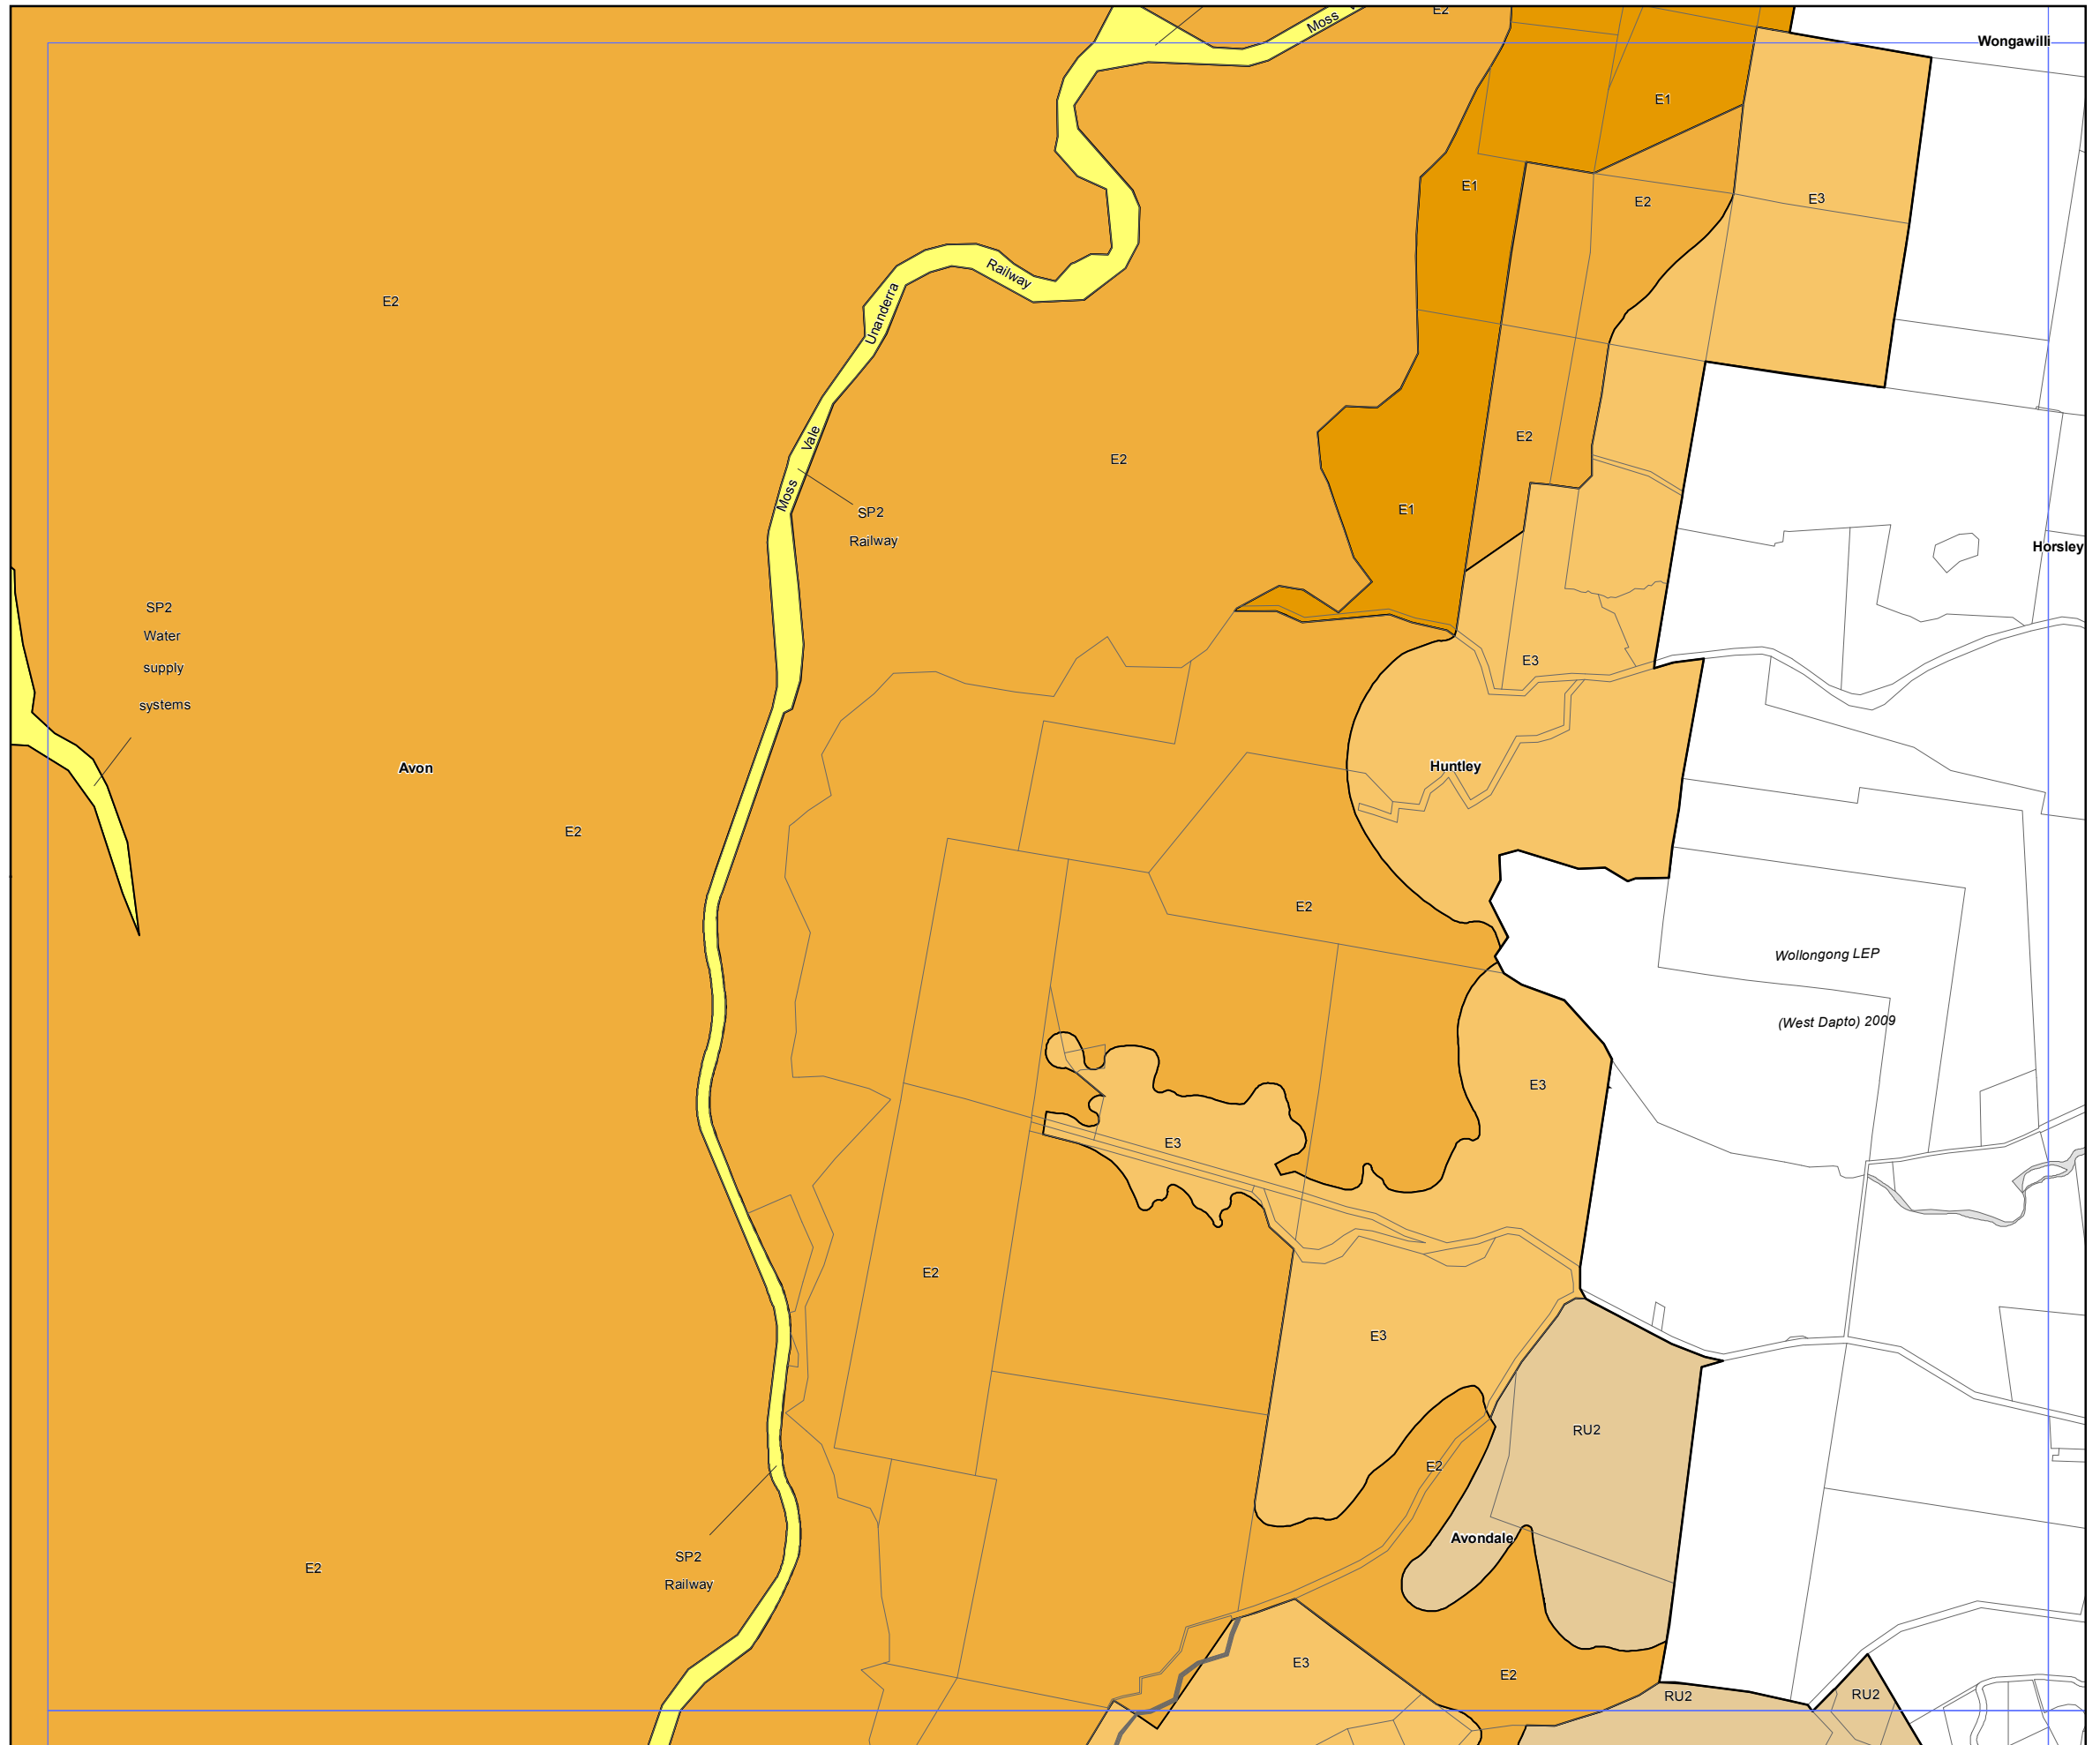 E2
Moss
Wongawilli
E1
E1
E2
E3
Railway
E2
Unanderra
Vale
E2
E2
Moss
SP2
Railway
E1
Horsley
SP2
Water
supply
systems
E3
Huntley
Avon
E2
E2
Wollongong LEP
(West Dapto) 2009
E3
E3
E2
E3
RU2
E2
Avondale
SP2
Railway
E2
E3
E2
RU2
RU2